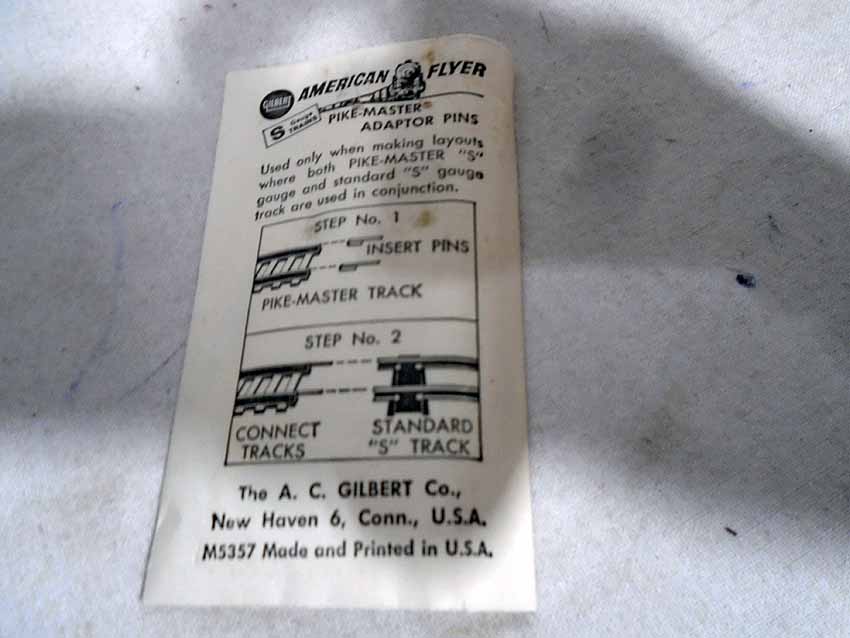 GILBERT
AMERICAN FLYER
S Gauge TRAINS
PIKE-MASTER®
ADAPTOR PINS
Used only when making layouts
where both PIKE-MASTER "S"
gauge and standard "S" gauge
track are used in conjunction.
STEP No. 1
INSERT PINS
PIKE-MASTER TRACK
STEP No. 2
CONNECT
TRACKS
STANDARD
"S" TRACK
The A. C. GILBERT Co.,
New Haven 6, Conn., U.S.A.
M5357 Made and Printed in U.S.A.